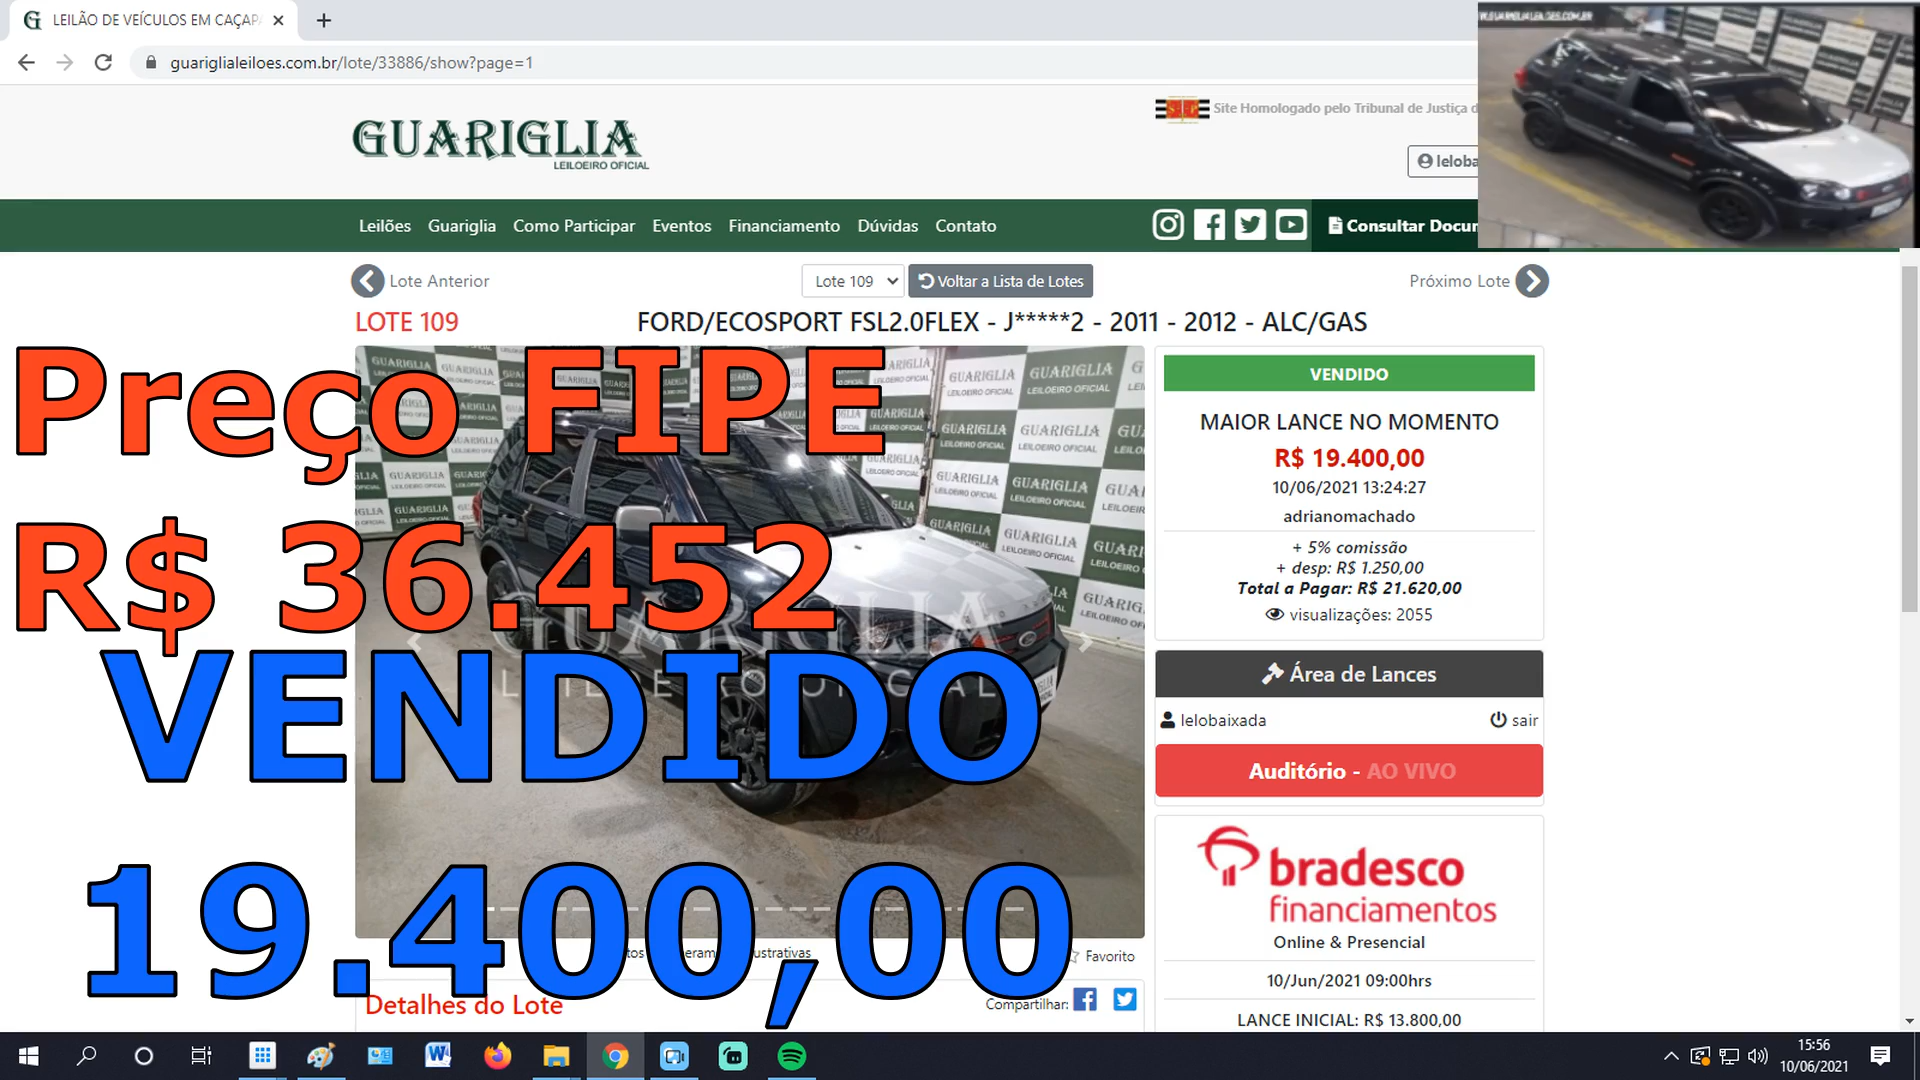 LEILÃO DE VEÍCULOS EM CAÇAPA
guariglialeiloes.com.br/lote/33886/show?page=1
GUARIGLIA
LEILOEIRO OFICIAL
Site Homologado pelo Tribunal de Justiça d
leloba
Leilões Guariglia Como Participar Eventos Financiamento Dúvidas Contato
Consultar Docum
Lote Anterior
Lote 109
Voltar a Lista de Lotes
Próximo Lote
LOTE 109
FORD/ECOSPORT FSL2.0FLEX - J*****2 - 2011 - 2012 - ALC/GAS
Preço FIPE
R$ 36.452
VENDIDO
19.400,00
GUARIGLIA
LEILOEIRO OFICIAL
VENDIDO
MAIOR LANCE NO MOMENTO
R$ 19.400,00
10/06/2021 13:24:27
adrianomachado
+ 5% comissão
+ desp: R$ 1.250,00
Total a Pagar: R$ 21.620,00
visualizações: 2055
Área de Lances
lelobaixada
sair
Auditório - AO VIVO
bradesco
financiamentos
Online & Presencial
10/Jun/2021 09:00hrs
LANCE INICIAL: R$ 13.800,00
Favorito
Detalhes do Lote
Compartilhar:
15:56
10/06/2021